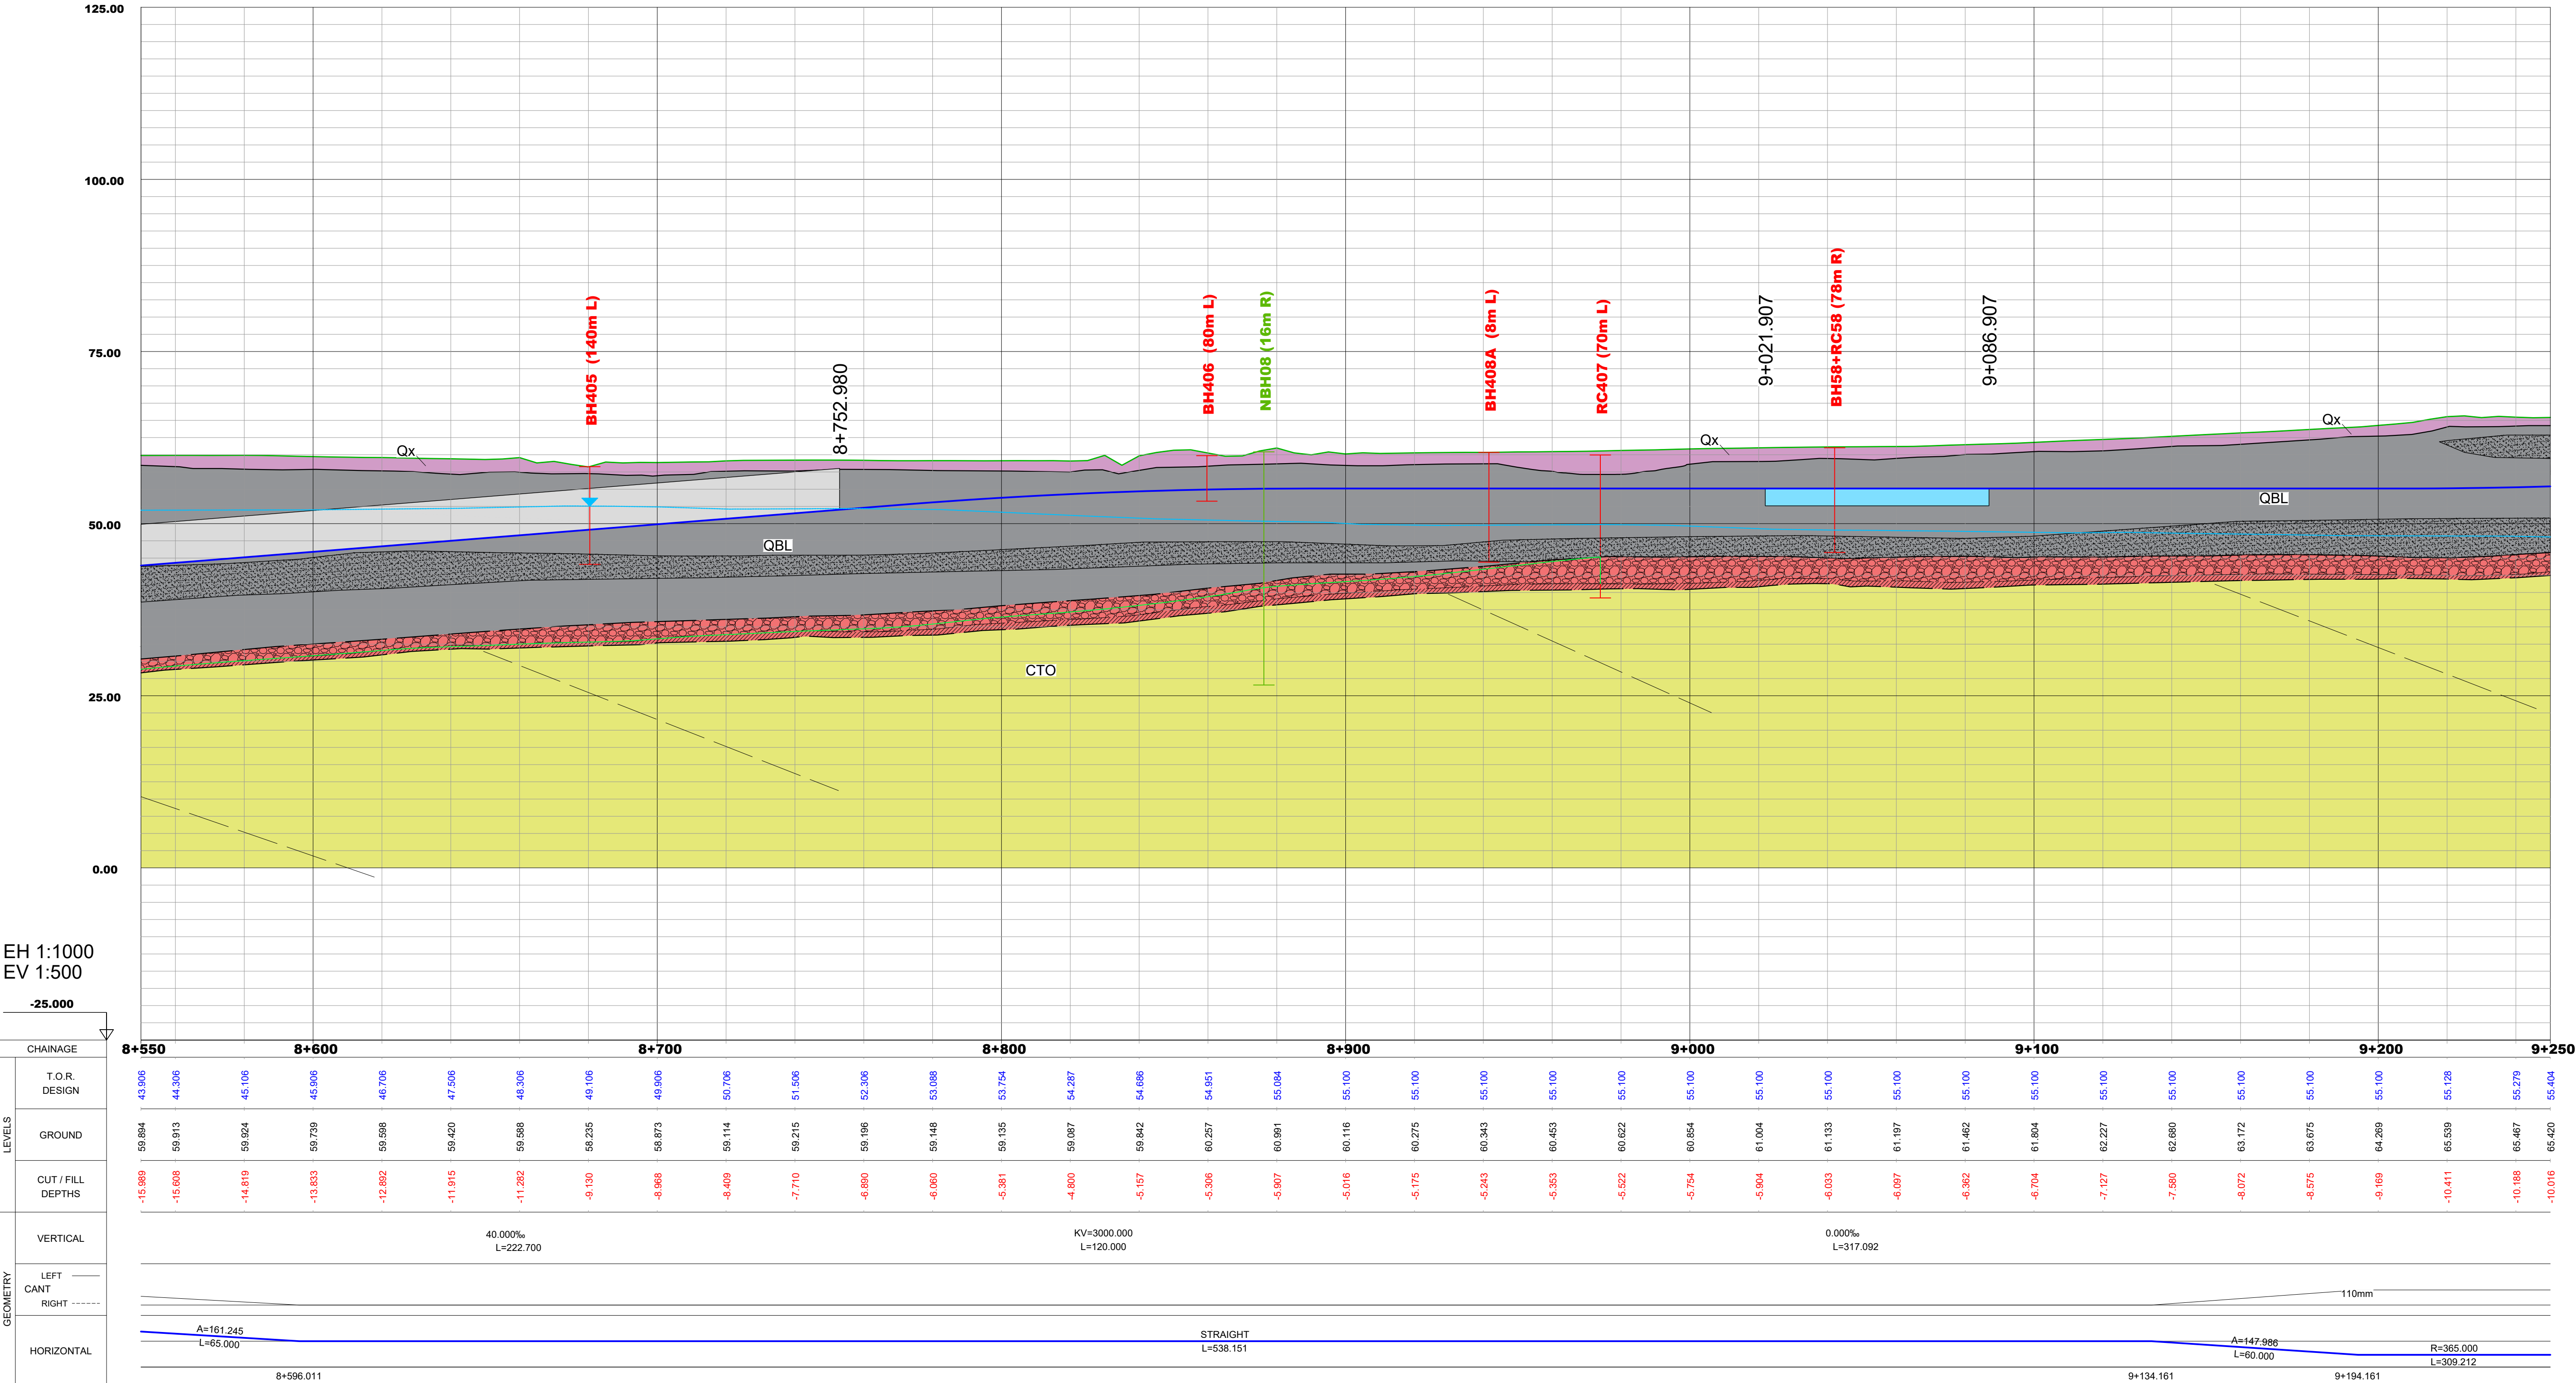 125.00
100.00
75.00
50.00
25.00
0.00
EH 1:1000
EV 1:500
-25.000
BH405 (140m L)
8+752.980
BH406 (80m L)
NBH08 (16m R)
BH408A (8m L)
RC407 (70m L)
9+021.907
BH58+RC58 (78m R)
9+086.907
Qx
Qx
Qx
QBL
QBL
CTO
CHAINAGE
8+550 8+600 8+700 8+800 8+900 9+000 9+100 9+200 9+250
LEVELS
T.O.R.
DESIGN
43.906 44.306 45.106 45.906 46.706 47.506 48.306 49.106 49.906 50.706 51.506 52.306 53.088 53.754 54.287 54.686 54.951 55.084 55.100 55.100 55.100 55.100 55.100 55.100 55.100 55.100 55.100 55.100 55.100 55.100 55.100 55.100 55.100 55.100 55.128 55.279 55.404
GROUND
59.894 59.913 59.924 59.739 59.598 59.420 59.588 58.235 58.873 59.114 59.215 59.196 59.148 59.135 59.087 59.842 60.257 60.991 60.116 60.275 60.343 60.453 60.622 60.854 61.004 61.133 61.197 61.462 61.804 62.227 62.680 63.172 63.675 64.269 65.539 65.467 65.420
CUT / FILL
DEPTHS
-15.989 -15.608 -14.819 -13.833 -12.892 -11.915 -11.282 -9.130 -8.968 -8.409 -7.710 -6.890 -6.060 -5.381 -4.800 -5.157 -5.306 -5.907 -5.016 -5.175 -5.243 -5.353 -5.522 -5.754 -5.904 -6.033 -6.097 -6.362 -6.704 -7.127 -7.580 -8.072 -8.575 -9.169 -10.411 -10.188 -10.016
GEOMETRY
VERTICAL
40.000‰
L=222.700
KV=3000.000
L=120.000
0.000‰
L=317.092
LEFT
CANT
RIGHT
110mm
HORIZONTAL
A=161.245
L=65.000
STRAIGHT
L=538.151
A=147.986
L=60.000
R=365.000
L=309.212
8+596.011
9+134.161
9+194.161